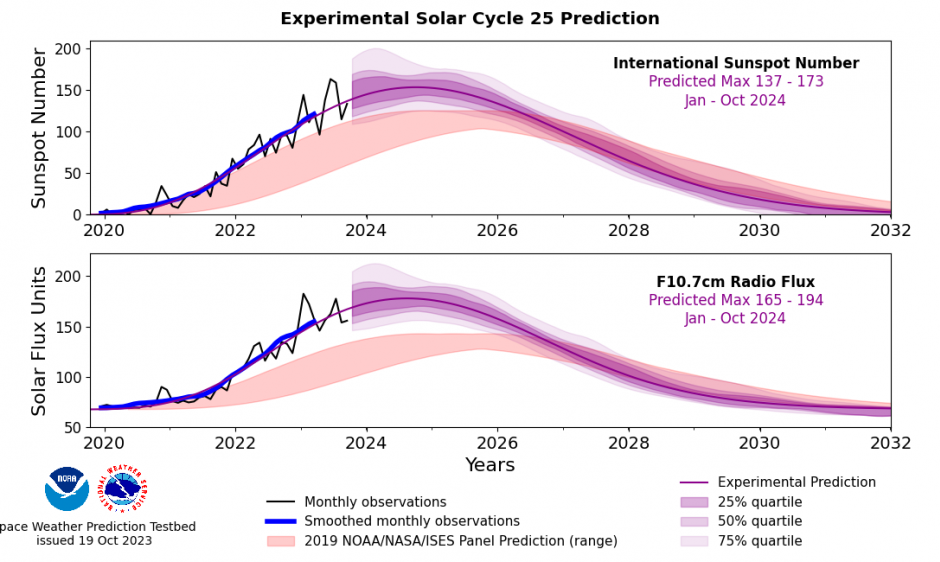 Experimental Solar Cycle 25 Prediction
Sunspot Number
200
150
100
50
0
International Sunspot Number
Predicted Max 137 - 173
Jan - Oct 2024
2020 2022 2024 2026 2028 2030 2032
Solar Flux Units
200
150
100
50
F10.7cm Radio Flux
Predicted Max 165 - 194
Jan - Oct 2024
2020 2022 2024 2026 2028 2030 2032
Years
NOAA
NATIONAL WEATHER SERVICE
pace Weather Prediction Testbed
issued 19 Oct 2023
Monthly observations
Smoothed monthly observations
2019 NOAA/NASA/ISES Panel Prediction (range)
Experimental Prediction
25% quartile
50% quartile
75% quartile